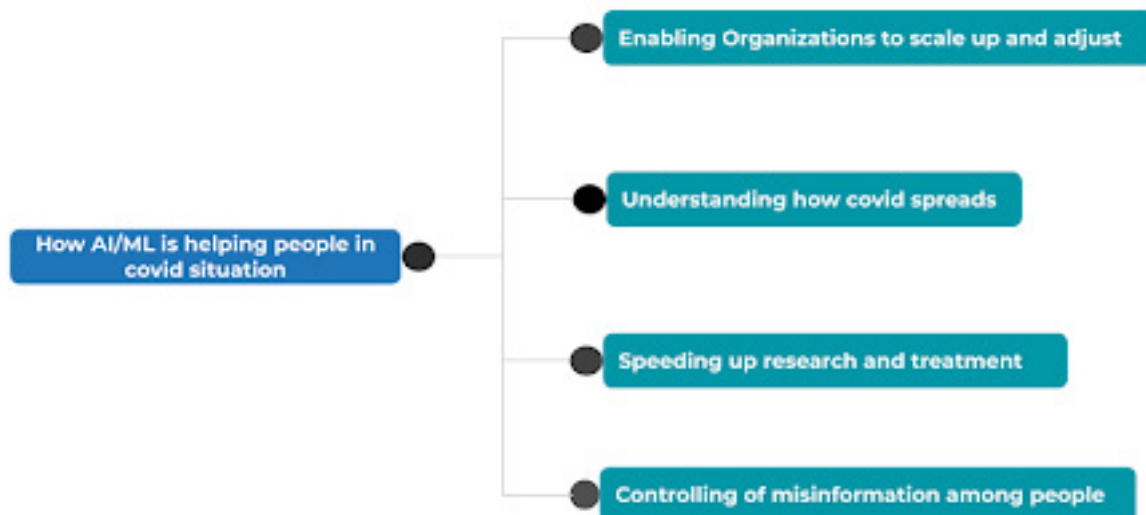 Enabling Organizations to scale up and adjust
Understanding how covid spreads
How AI/ML is helping people in
covid situation
Speeding up research and treatment
Controlling of misinformation among people